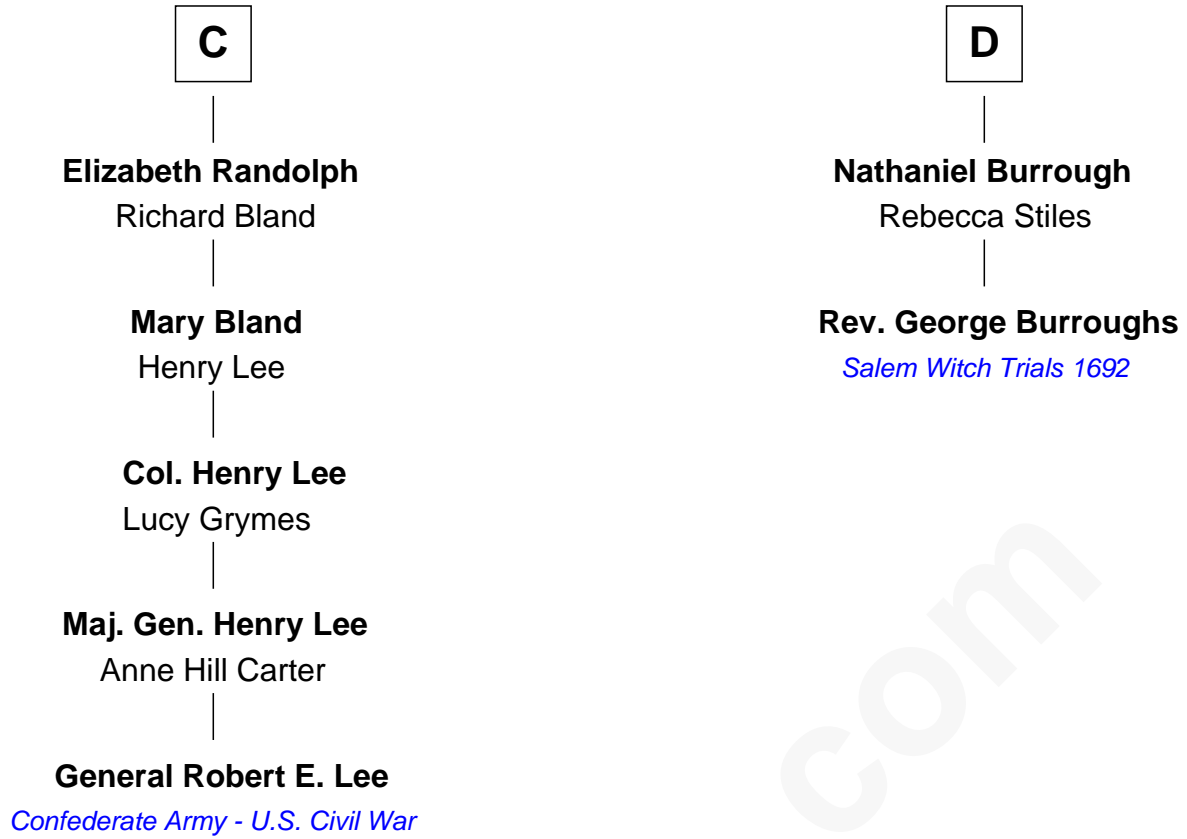 C
Elizabeth Randolph
Richard Bland
Mary Bland
Henry Lee
Col. Henry Lee
Lucy Grymes
Maj. Gen. Henry Lee
Anne Hill Carter
General Robert E. Lee
Confederate Army - U.S. Civil War
D
Nathaniel Burrough
Rebecca Stiles
Rev. George Burroughs
Salem Witch Trials 1692
com